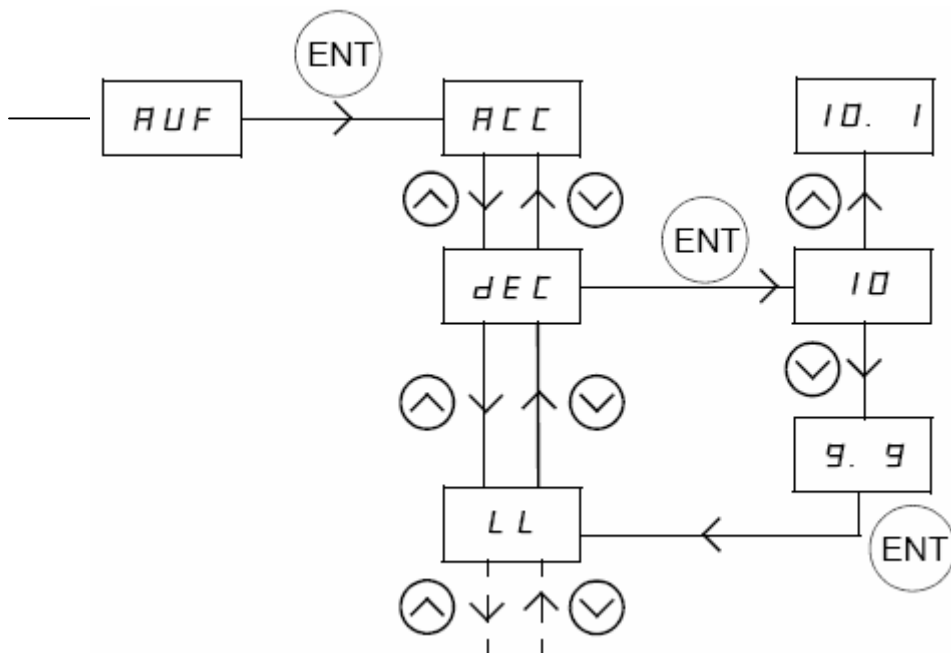 ENT
AUF
ACC
10. 1
ENT
dEC
10
9. 9
LL
ENT